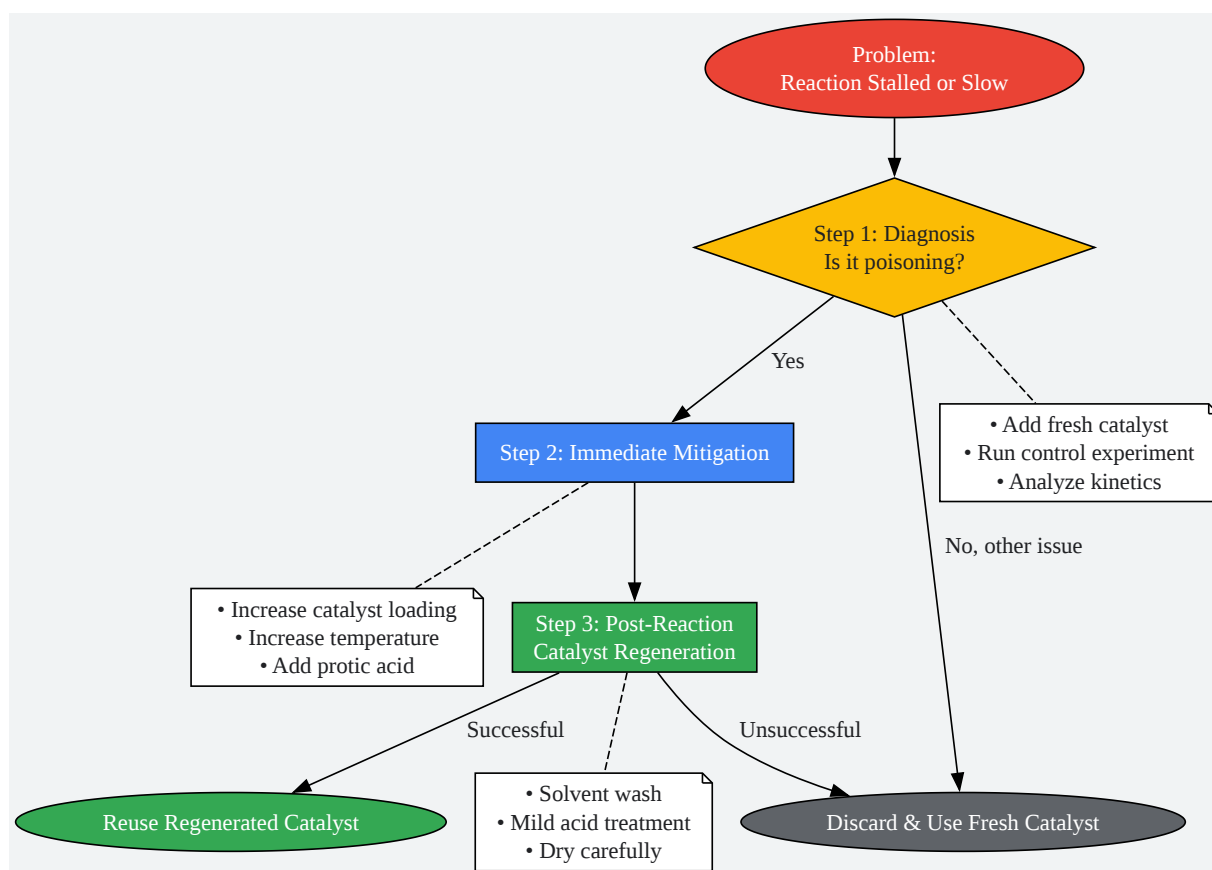 Problem:
Reaction Stalled or Slow
Step 1: Diagnosis
Is it poisoning?
Yes
• Add fresh catalyst
• Run control experiment
• Analyze kinetics
Step 2: Immediate Mitigation
No, other issue
• Increase catalyst loading
• Increase temperature
• Add protic acid
Step 3: Post-Reaction
Catalyst Regeneration
Successful
Unsuccessful
• Solvent wash
• Mild acid treatment
• Dry carefully
Reuse Regenerated Catalyst
Discard & Use Fresh Catalyst